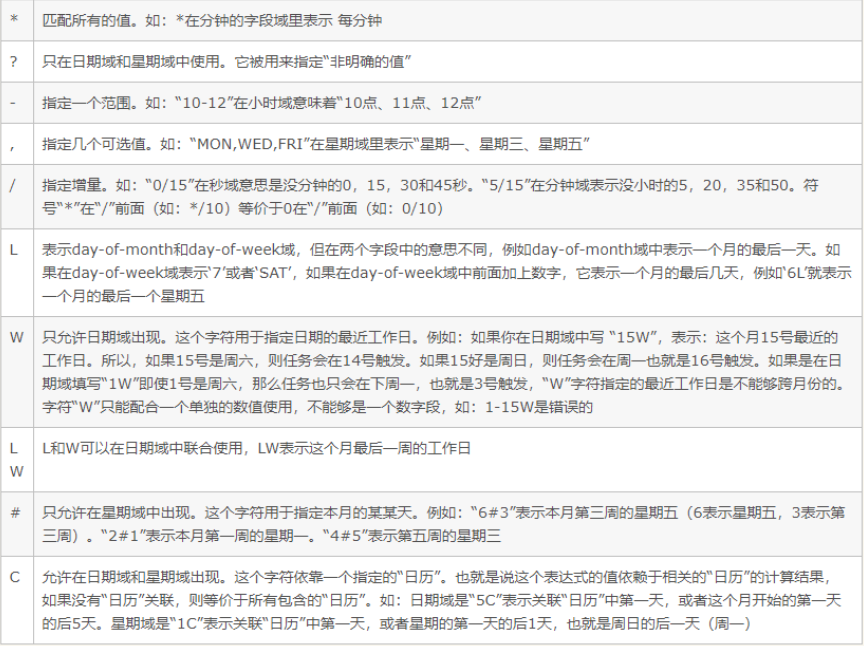 * 匹配所有的值。如：*在分钟的字段域里表示 每分钟
? 只在日期域和星期域中使用。它被用来指定“非明确的值”
- 指定一个范围。如：“10-12”在小时域意味着“10点、11点、12点”
, 指定几个可选值。如：“MON,WED,FRI”在星期域里表示“星期一、星期三、星期五”
/ 指定增量。如：“0/15”在秒域意思是没分钟的0，15，30和45秒。“5/15”在分钟域表示没小时的5，20，35和50。符
号“*”在“/”前面（如：*/10）等价于0在“/”前面（如：0/10）
L 表示day-of-month和day-of-week域，但在两个字段中的意思不同，例如day-of-month域中表示一个月的最后一天。如
果在day-of-week域表示‘7’或者‘SAT’，如果在day-of-week域中前面加上数字，它表示一个月的最后几天，例如‘6L’就表示
一个月的最后一个星期五
W 只允许日期域出现。这个字符用于指定日期的最近工作日。例如：如果你在日期域中写 “15W”，表示：这个月15号最近的
工作日。所以，如果15号是周六，则任务会在14号触发。如果15好是周日，则任务会在周一也就是16号触发。如果是在日
期域填写“1W”即使1号是周六，那么任务也只会在下周一，也就是3号触发，“W”字符指定的最近工作日是不能够跨月份的。
字符“W”只能配合一个单独的数值使用，不能够是一个数字段，如：1-15W是错误的
L L和W可以在日期域中联合使用，LW表示这个月最后一周的工作日
W
# 只允许在星期域中出现。这个字符用于指定本月的某某天。例如：“6#3”表示本月第三周的星期五（6表示星期五，3表示第
三周）。“2#1”表示本月第一周的星期一。“4#5”表示第五周的星期三
C 允许在日期域和星期域出现。这个字符依靠一个指定的“日历”。也就是说这个表达式的值依赖于相关的“日历”的计算结果，
如果没有“日历”关联，则等价于所有包含的“日历”。如：日期域是“5C”表示关联“日历”中第一天，或者这个月开始的第一天
的后5天。星期域是“1C”表示关联“日历”中第一天，或者星期的第一天的后1天，也就是周日的后一天（周一）